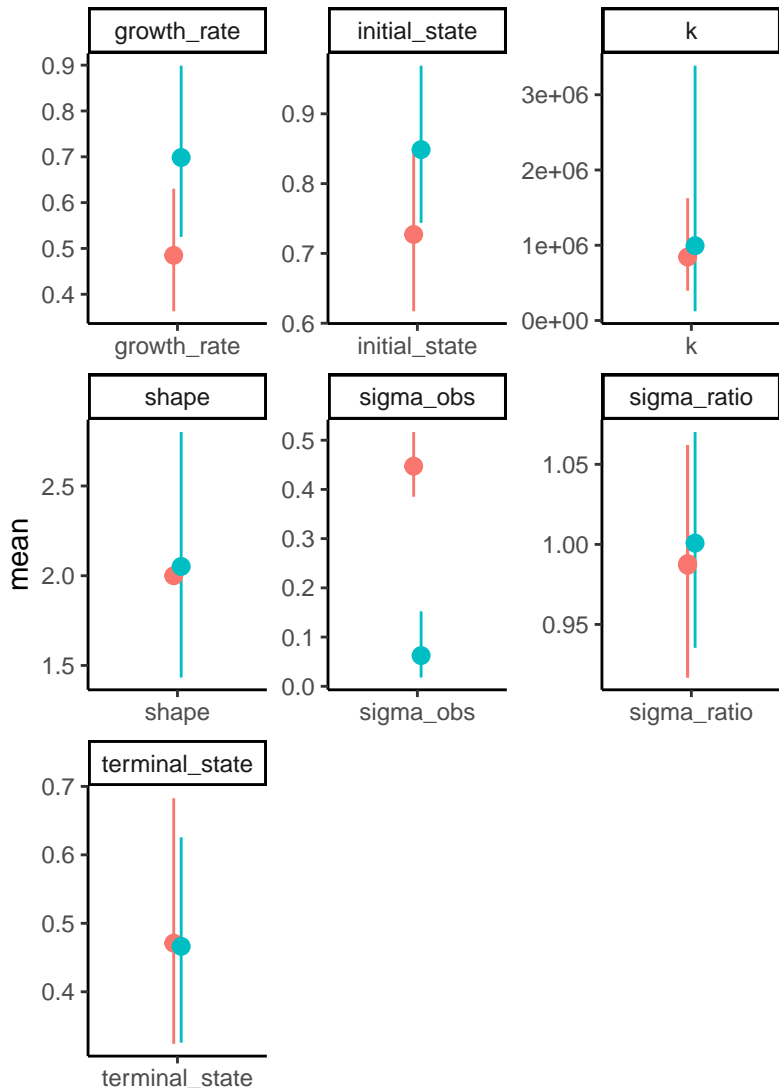 mean
growth_rate
0.9
0.8
0.7
0.6
0.5
0.4
growth_rate
initial_state
0.9
0.8
0.7
0.6
initial_state
k
3e+06
2e+06
1e+06
0e+00
k
shape
2.5
2.0
1.5
shape
sigma_obs
0.5
0.4
0.3
0.2
0.1
0.0
sigma_obs
sigma_ratio
1.05
1.00
0.95
sigma_ratio
terminal_state
0.7
0.6
0.5
0.4
terminal_state